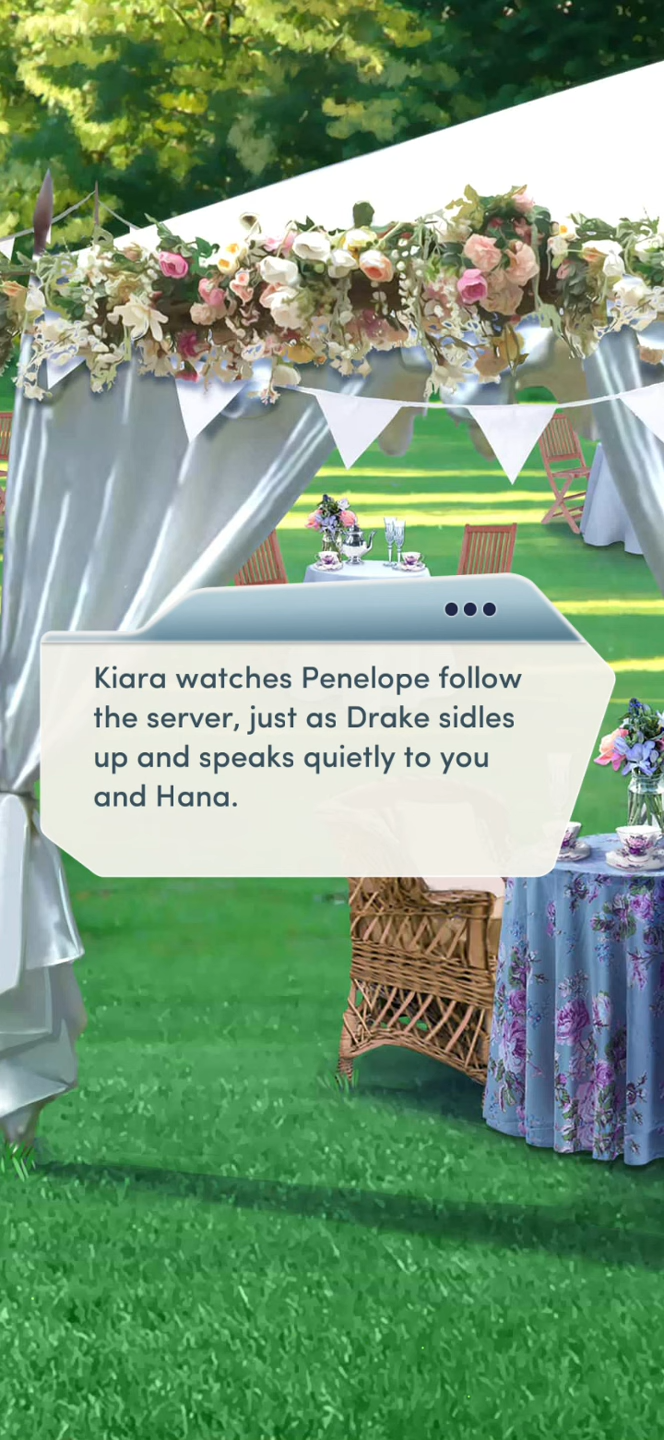 Kiara watches Penelope follow
the server, just as Drake sidles
up and speaks quietly to you
and Hana.